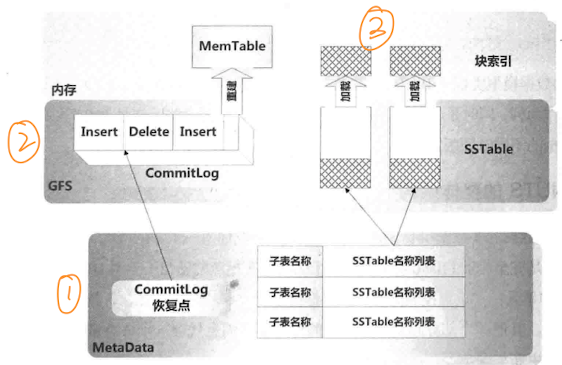 ③
MemTable
块索引
重建
加载
加载
内存
②
Insert
Delete
Insert
CommitLog
SSTable
GFS
子表名称
SSTable名称列表
①
CommitLog
恢复点
子表名称
SSTable名称列表
子表名称
SSTable名称列表
MetaData